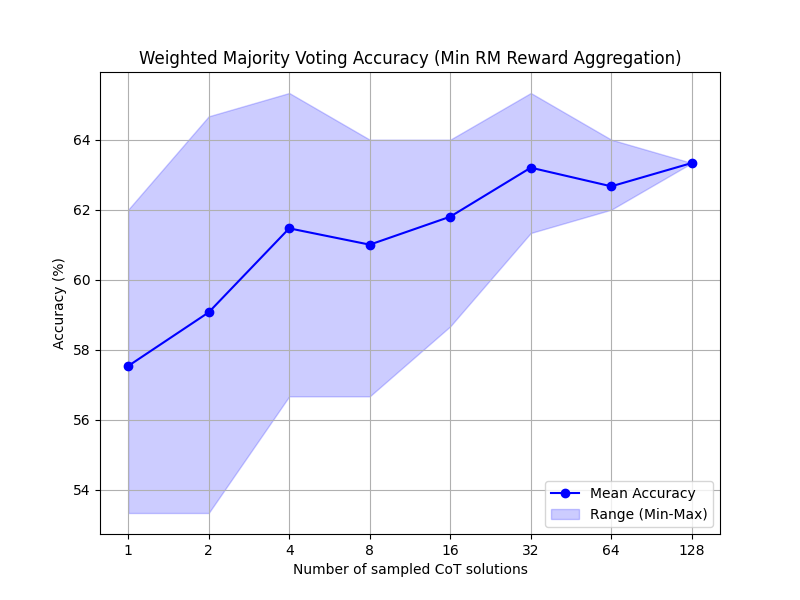 Weighted Majority Voting Accuracy (Min RM Reward Aggregation)
Accuracy (%)
64
62
60
58
56
54
Mean Accuracy
Range (Min-Max)
1 2 4 8 16 32 64 128
Number of sampled CoT solutions